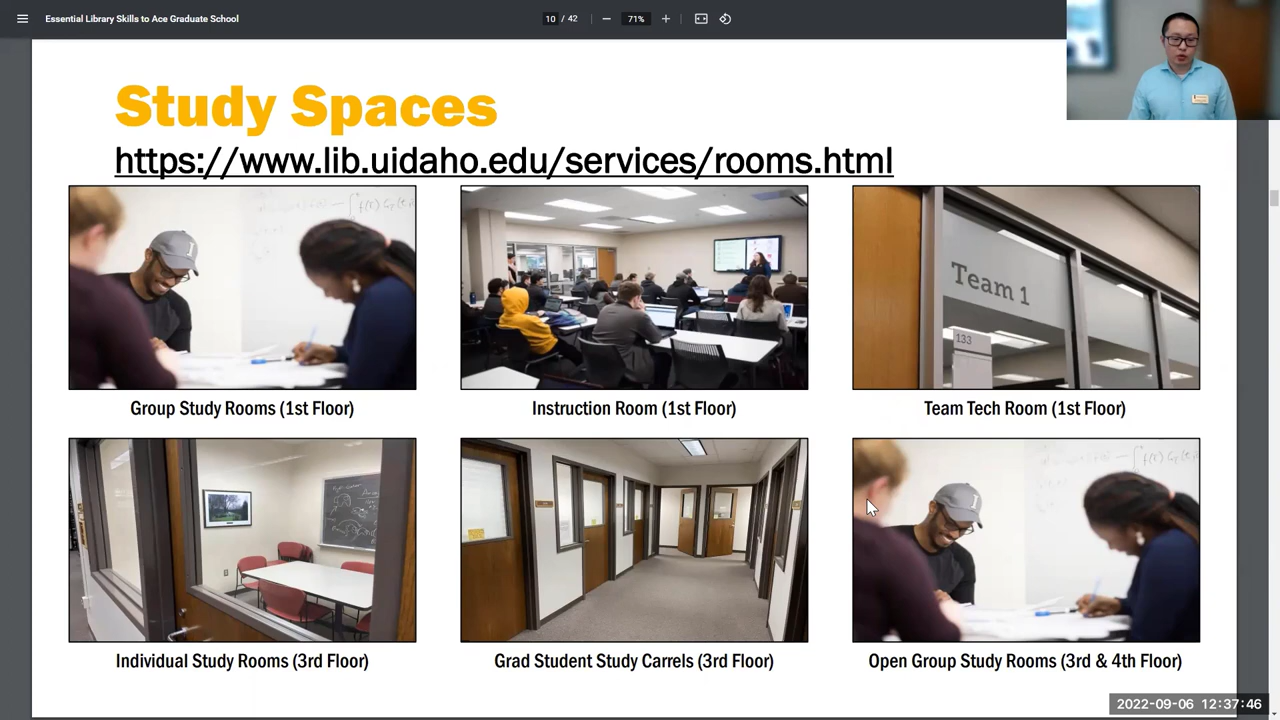 Essential Library Skills to Ace Graduate School
10 / 42
71%
Study Spaces
https://www.lib.uidaho.edu/services/rooms.html
Team 1
133
Group Study Rooms (1st Floor)
Instruction Room (1st Floor)
Team Tech Room (1st Floor)
Individual Study Rooms (3rd Floor)
Grad Student Study Carrels (3rd Floor)
Open Group Study Rooms (3rd & 4th Floor)
2022-09-06 12:37:46